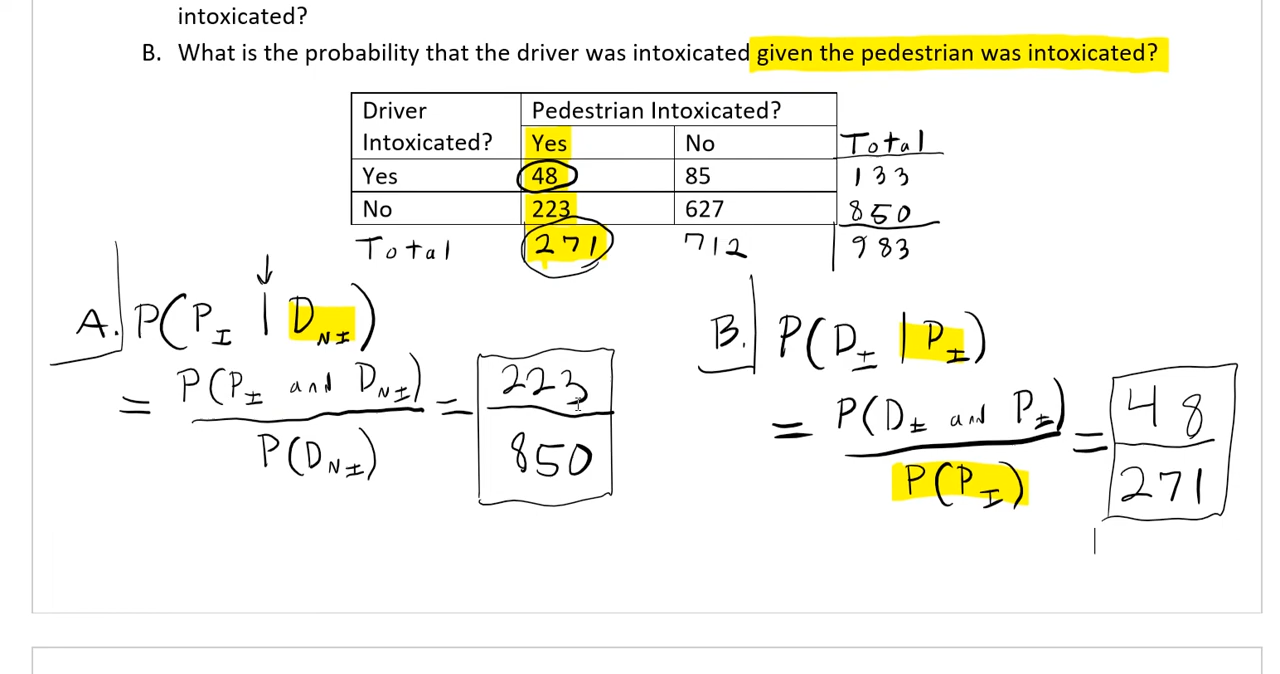 intoxicated?
B. What is the probability that the driver was intoxicated given the pedestrian was intoxicated?
Driver Intoxicated? Pedestrian Intoxicated?
Yes No Total
Yes 48 85 133
No 223 627 850
Total 271 712 983
A. P(P_I | D_NI)
= P(P_I and D_NI) / P(D_NI) = 223 / 850
B. P(D_I | P_I)
= P(D_I and P_I) / P(P_I) = 48 / 271